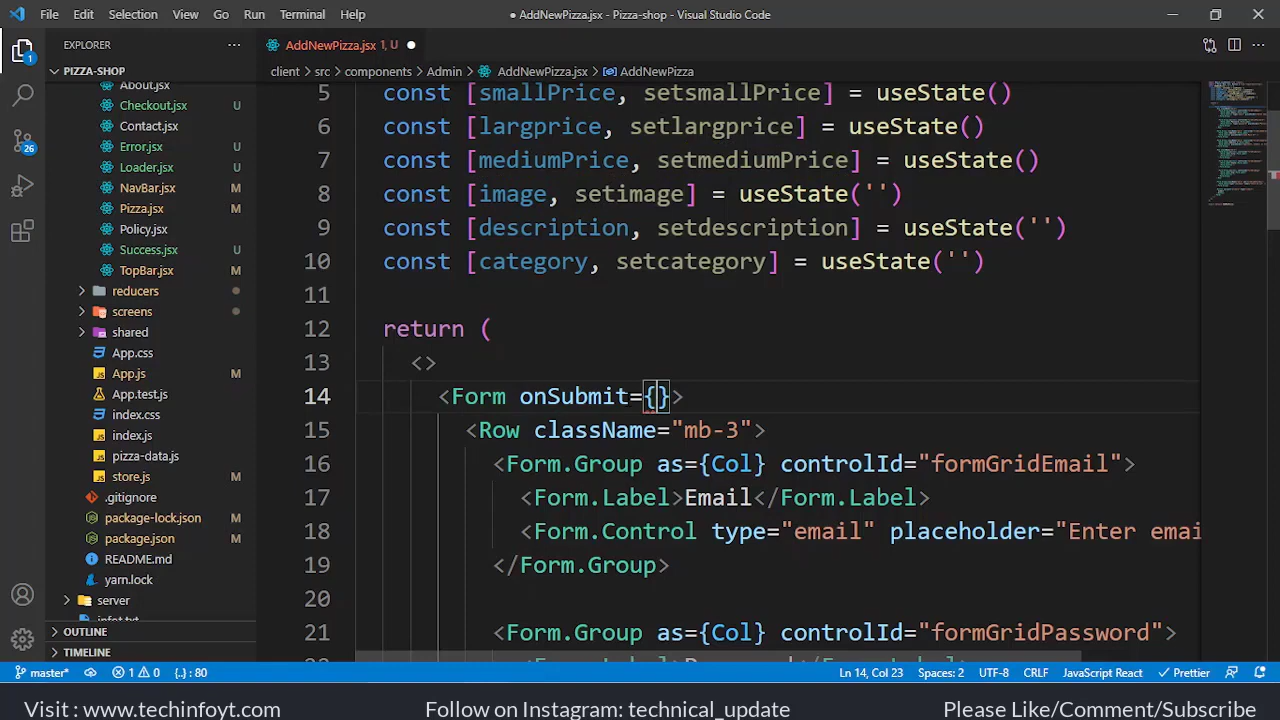 File Edit Selection View Go Run Terminal Help
● AddNewPizza.jsx - Pizza-shop - Visual Studio Code
EXPLORER
PIZZA-SHOP
About.jsx
Checkout.jsx U
Contact.jsx
Error.jsx U
Loader.jsx U
NavBar.jsx M
Pizza.jsx M
Policy.jsx
Success.jsx U
TopBar.jsx M
reducers
screens
shared
App.css
App.js M
App.test.js
index.css
index.js
pizza-data.js
store.js M
.gitignore
package-lock.json M
package.json M
README.md
yarn.lock
server
OUTLINE
TIMELINE
1
26
AddNewPizza.jsx 1, U ●
client > src > components > Admin > AddNewPizza.jsx > AddNewPizza
5 const [smallPrice, setsmallPrice] = useState()
6 const [largpfice, setlargprice] = useState()
7 const [mediumPrice, setmediumPrice] = useState()
8 const [image, setimage] = useState('')
9 const [description, setdescription] = useState('')
10 const [category, setcategory] = useState('')
11
12 return (
13 <>
14 <Form onSubmit={}>
15 <Row className="mb-3">
16 <Form.Group as={Col} controlId="formGridEmail">
17 <Form.Label>Email</Form.Label>
18 <Form.Control type="email" placeholder="Enter emai
19 </Form.Group>
20
21 <Form.Group as={Col} controlId="formGridPassword">
master* 1 0 {..} : 80 Ln 14, Col 23 Spaces: 2 UTF-8 CRLF JavaScript React Prettier
Visit : www.techinfoyt.com Follow on Instagram: technical_update Please Like/Comment/Subscribe